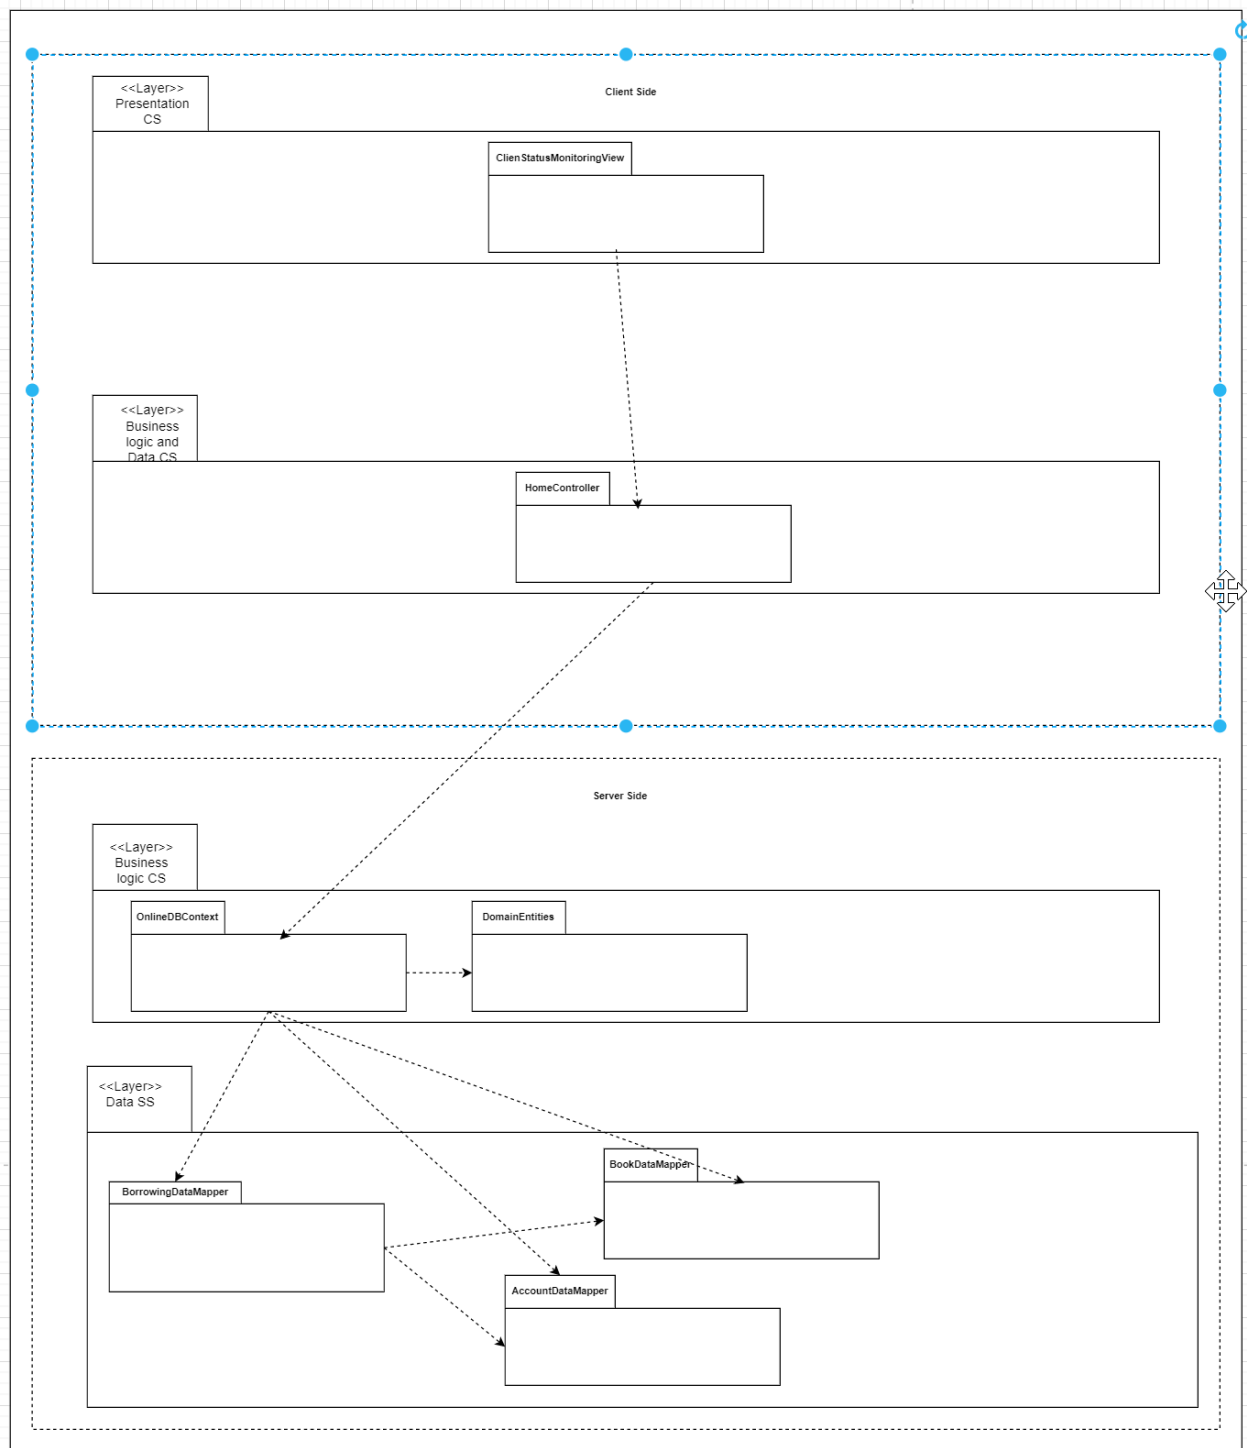 <<Layer>>
Presentation
CS
Client Side
ClienStatusMonitoringView
<<Layer>>
Business
logic and
Data CS
HomeController
Server Side
<<Layer>>
Business
logic CS
OnlineDBContext
DomainEntities
<<Layer>>
Data SS
BookDataMapper
BorrowingDataMapper
AccountDataMapper